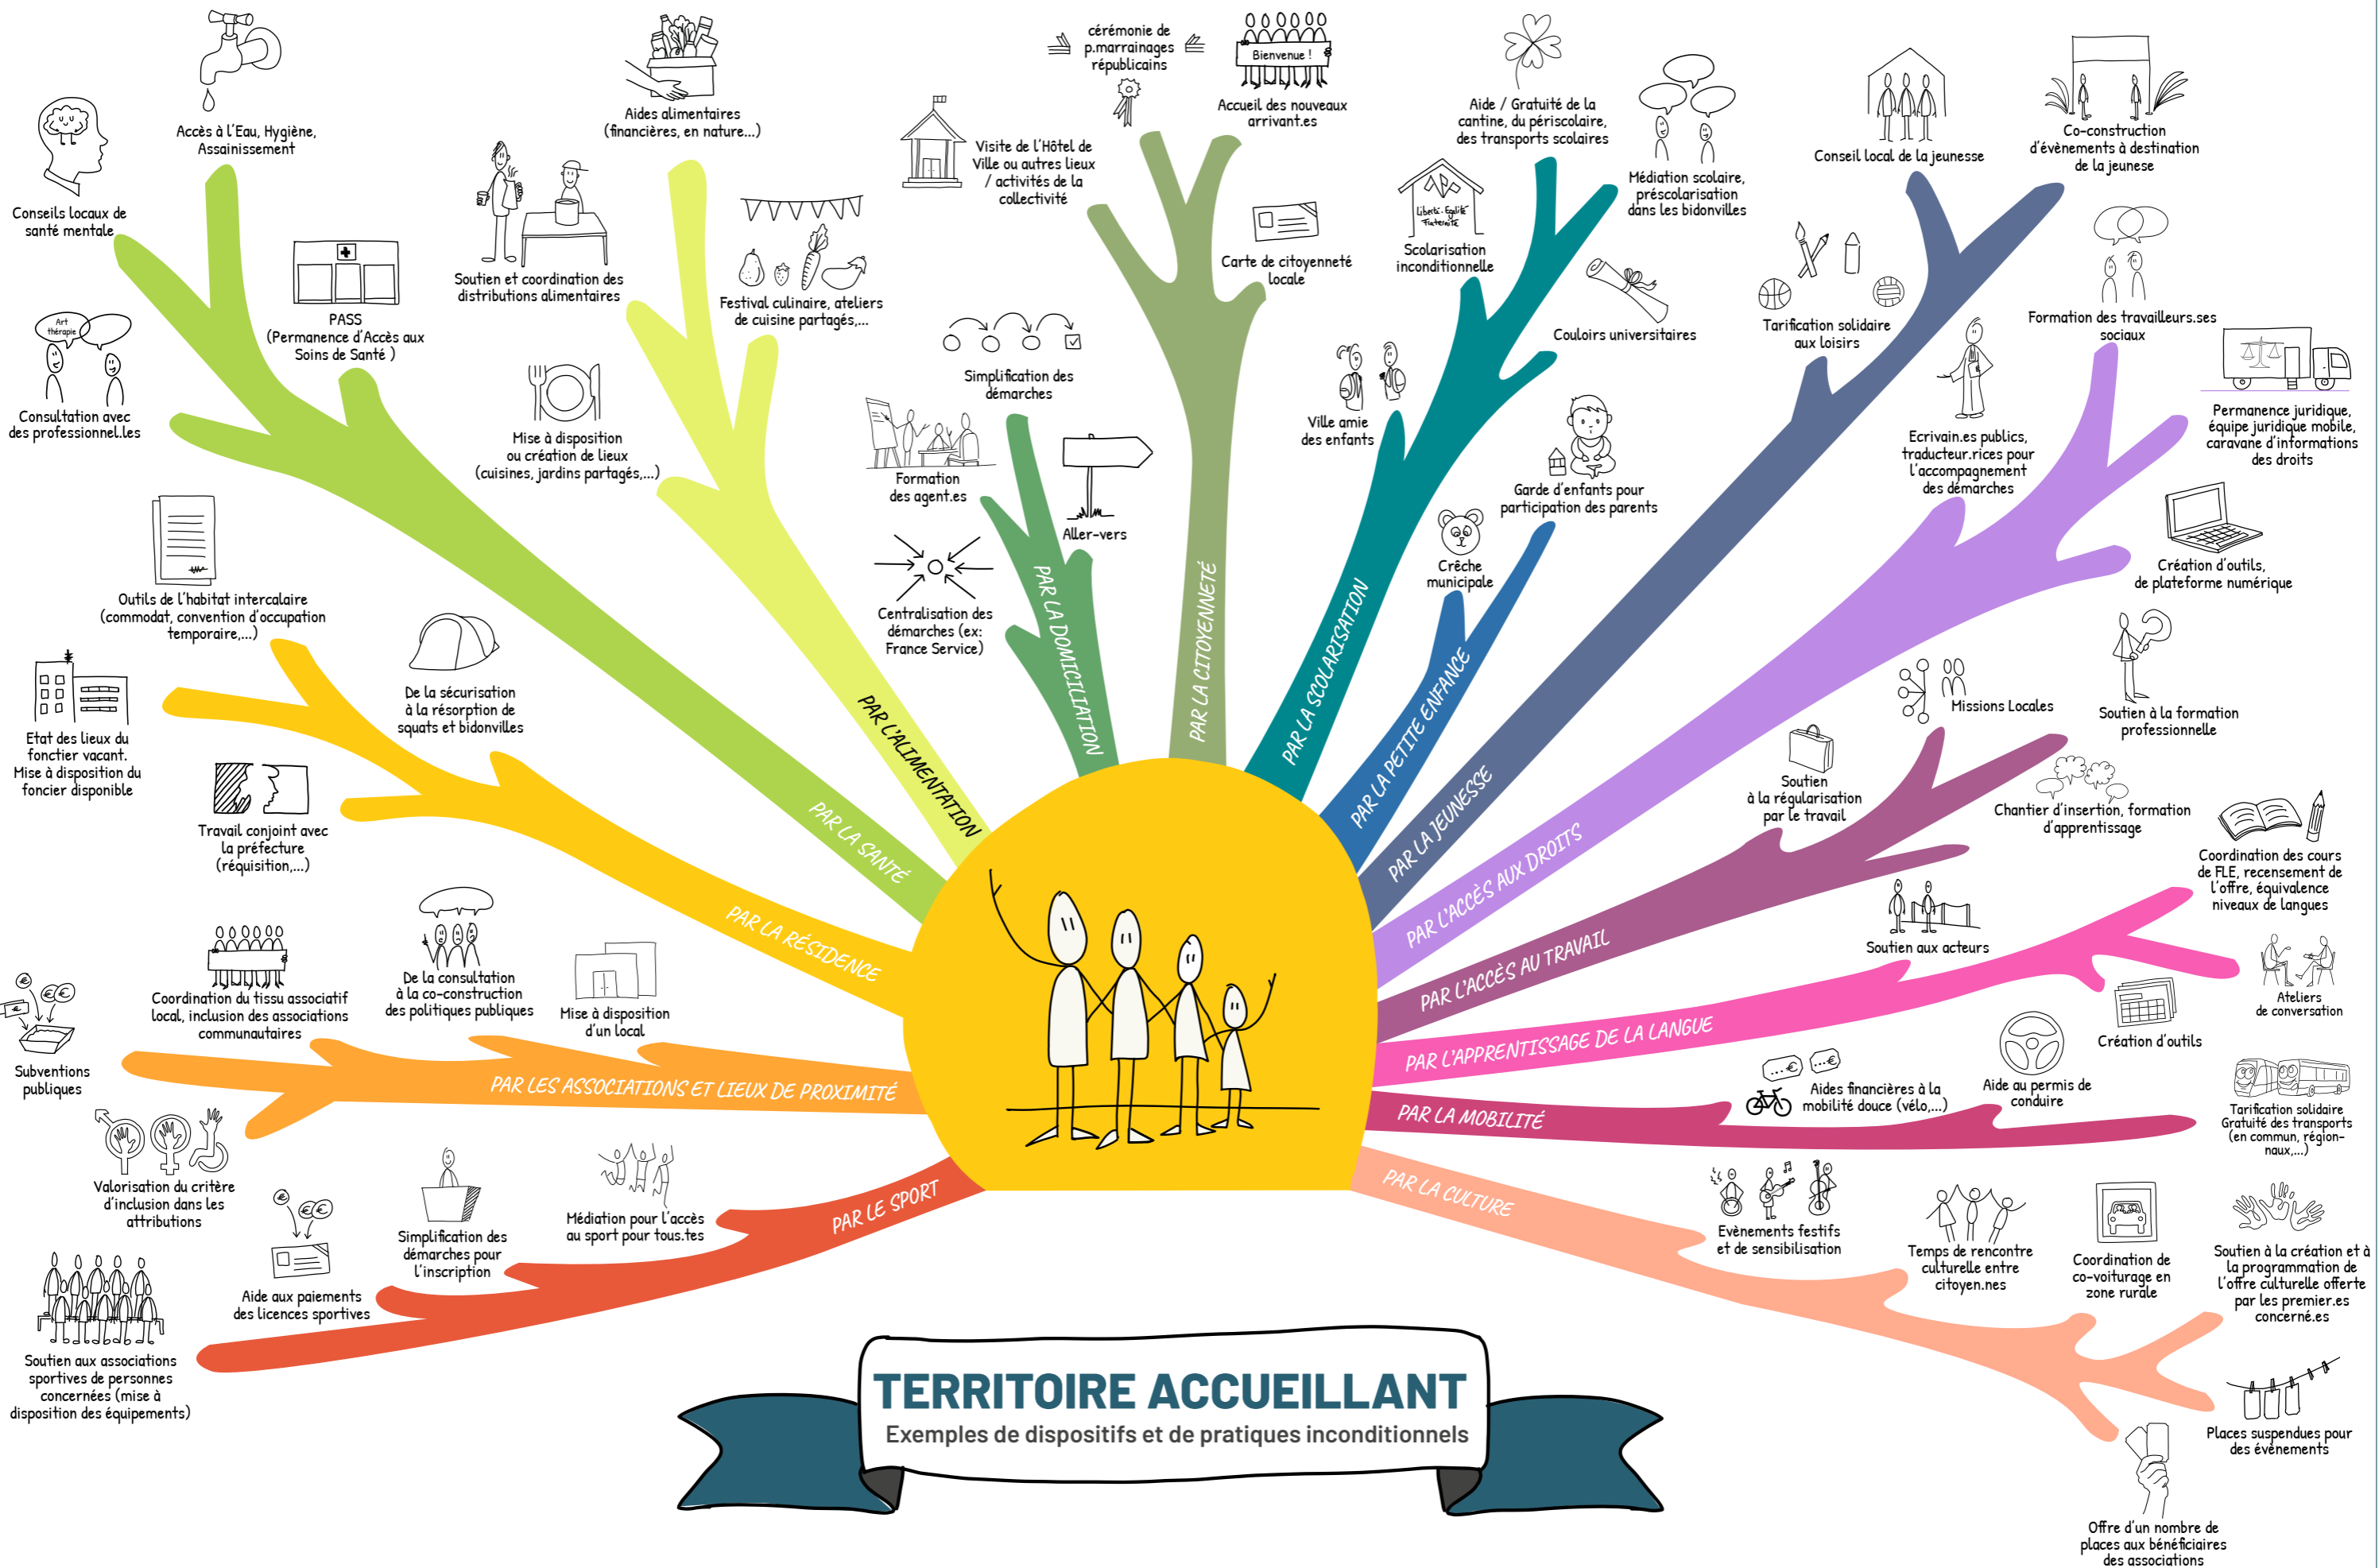 Conseils locaux de
santé mentale
Accès à l'Eau, Hygiène,
Assainissement
PASS
(Permanence d'Accès aux
Soins de Santé )
Art
thérapie
Consultation avec
des professionnel.les
PAR LA SANTÉ
Aides alimentaires
(financières, en nature...)
Soutien et coordination des
distributions alimentaires
Festival culinaire, ateliers
de cuisine partagés,...
Mise à disposition
ou création de lieux
(cuisines, jardins partagés,...)
PAR L'ALIMENTATION
Simplification des
démarches
Formation
des agent.es
Aller-vers
Centralisation des
démarches (ex:
France Service)
PAR LA DOMICILIATION
cérémonie de
p.marrainages
républicains
Bienvenue !
Accueil des nouveaux
arrivant.es
Visite de l'Hôtel de
Ville ou autres lieux
/ activités de la
collectivité
Carte de citoyenneté
locale
PAR LA CITOYENNETÉ
Aide / Gratuité de la
cantine, du périscolaire,
des transports scolaires
Médiation scolaire,
préscolarisation
dans les bidonvilles
Liberté. Egalité
Fraternité
Scolarisation
inconditionnelle
Couloirs universitaires
Ville amie
des enfants
PAR LA SCOLARISATION
Garde d'enfants pour
participation des parents
Crêche
municipale
PAR LA PETITE ENFANCE
Conseil local de la jeunesse
Co-construction
d'évènements à destination
de la jeunese
Tarification solidaire
aux loisirs
PAR LA JEUNESSE
Formation des travailleurs.ses
sociaux
Permanence juridique,
équipe juridique mobile,
caravane d'informations
des droits
Ecrivain.es publics,
traducteur.rices pour
l'accompagnement
des démarches
Création d'outils,
de plateforme numérique
PAR L'ACCÈS AUX DROITS
Missions Locales
Soutien à la formation
professionnelle
Soutien
à la régularisation
par le travail
Chantier d'insertion, formation
d'apprentissage
PAR L'ACCÈS AU TRAVAIL
Coordination des cours
de FLE, recensement de
l'offre, équivalence
niveaux de langues
Soutien aux acteurs
Ateliers
de conversation
Création d'outils
PAR L'APPRENTISSAGE DE LA LANGUE
...€
...€
Aides financières à la
mobilité douce (vélo,...)
Aide au permis de
conduire
Tarification solidaire
Gratuité des transports
(en commun, région-
naux,...)
Coordination de
co-voiturage en
zone rurale
PAR LA MOBILITÉ
Evènements festifs
et de sensibilisation
Temps de rencontre
culturelle entre
citoyen.nes
Soutien à la création et à
la programmation de
l'offre culturelle offerte
par les premier.es
concerné.es
Places suspendues pour
des événements
Offre d'un nombre de
places aux bénéficiaires
des associations
PAR LA CULTURE
Outils de l'habitat intercalaire
(commodat, convention d'occupation
temporaire,...)
Etat des lieux du
fonctier vacant.
Mise à disposition du
foncier disponible
De la sécurisation
à la résorption de
squats et bidonvilles
Travail conjoint avec
la préfecture
(réquisition,...)
PAR LA RÉSIDENCE
€
€€
€
Subventions
publiques
Coordination du tissu associatif
local, inclusion des associations
communautaires
De la consultation
à la co-construction
des politiques publiques
Mise à disposition
d'un local
Valorisation du critère
d'inclusion dans les
attributions
PAR LES ASSOCIATIONS ET LIEUX DE PROXIMITÉ
Soutien aux associations
sportives de personnes
concernées (mise à
disposition des équipements)
€
€€
Aide aux paiements
des licences sportives
Simplification des
démarches pour
l'inscription
Médiation pour l'accès
au sport pour tous.tes
PAR LE SPORT
TERRITOIRE ACCUEILLANT
Exemples de dispositifs et de pratiques inconditionnels